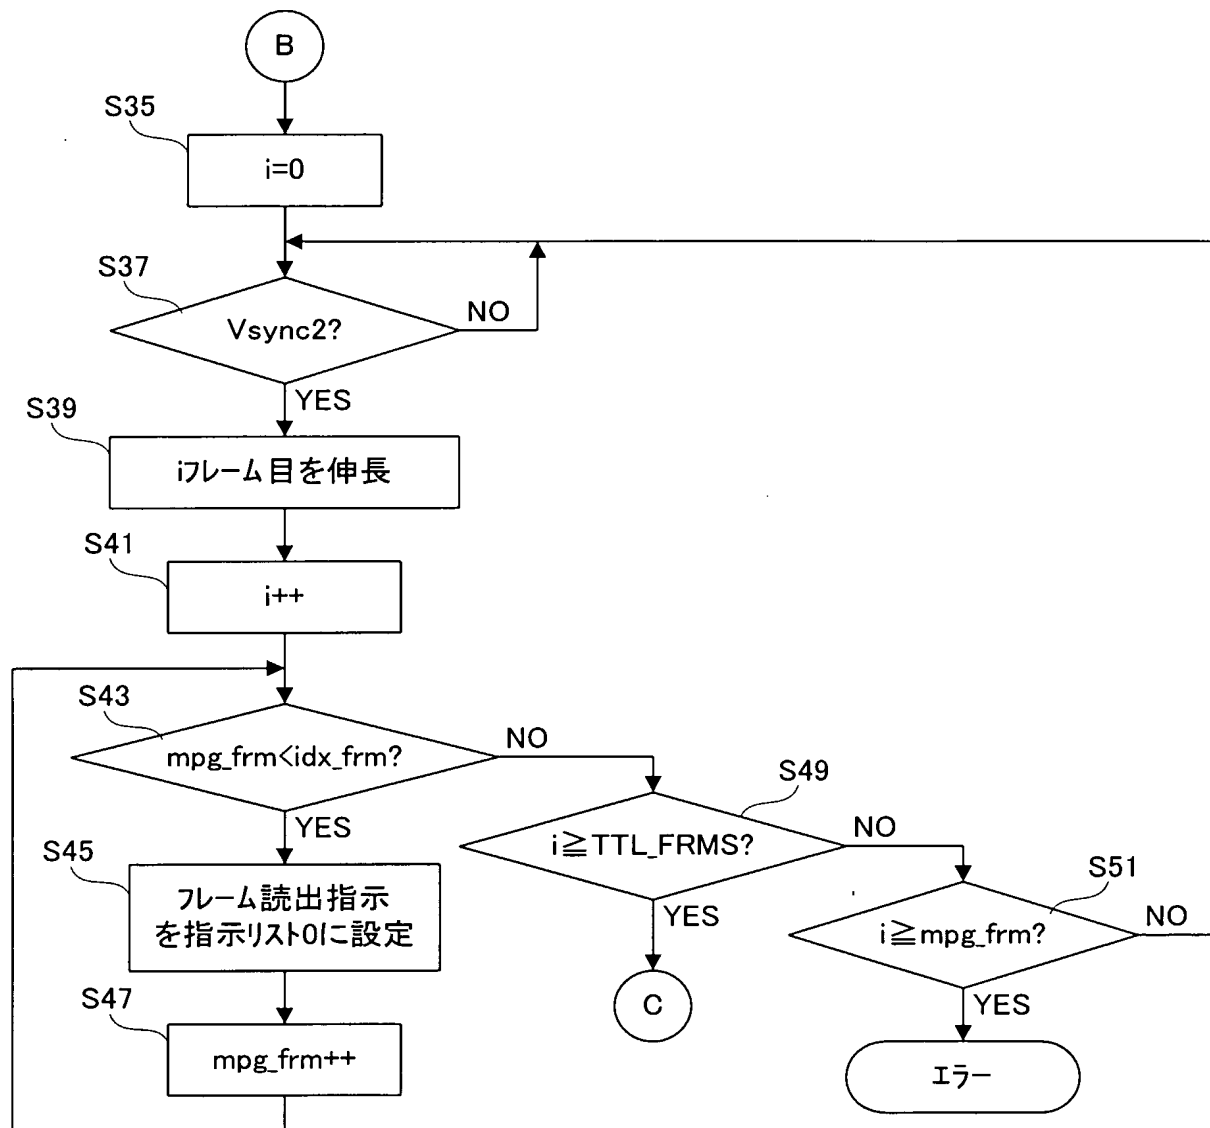 B
S35
i=0
S37
Vsync2?
NO
YES
S39
iフレーム目を伸長
S41
i++
S43
mpg_frm<idx_frm?
NO
YES
S45
フレーム読出指示
を指示リスト0に設定
S47
mpg_frm++
S49
i≧TTL_FRMS?
NO
YES
C
S51
i≧mpg_frm?
NO
YES
エラー